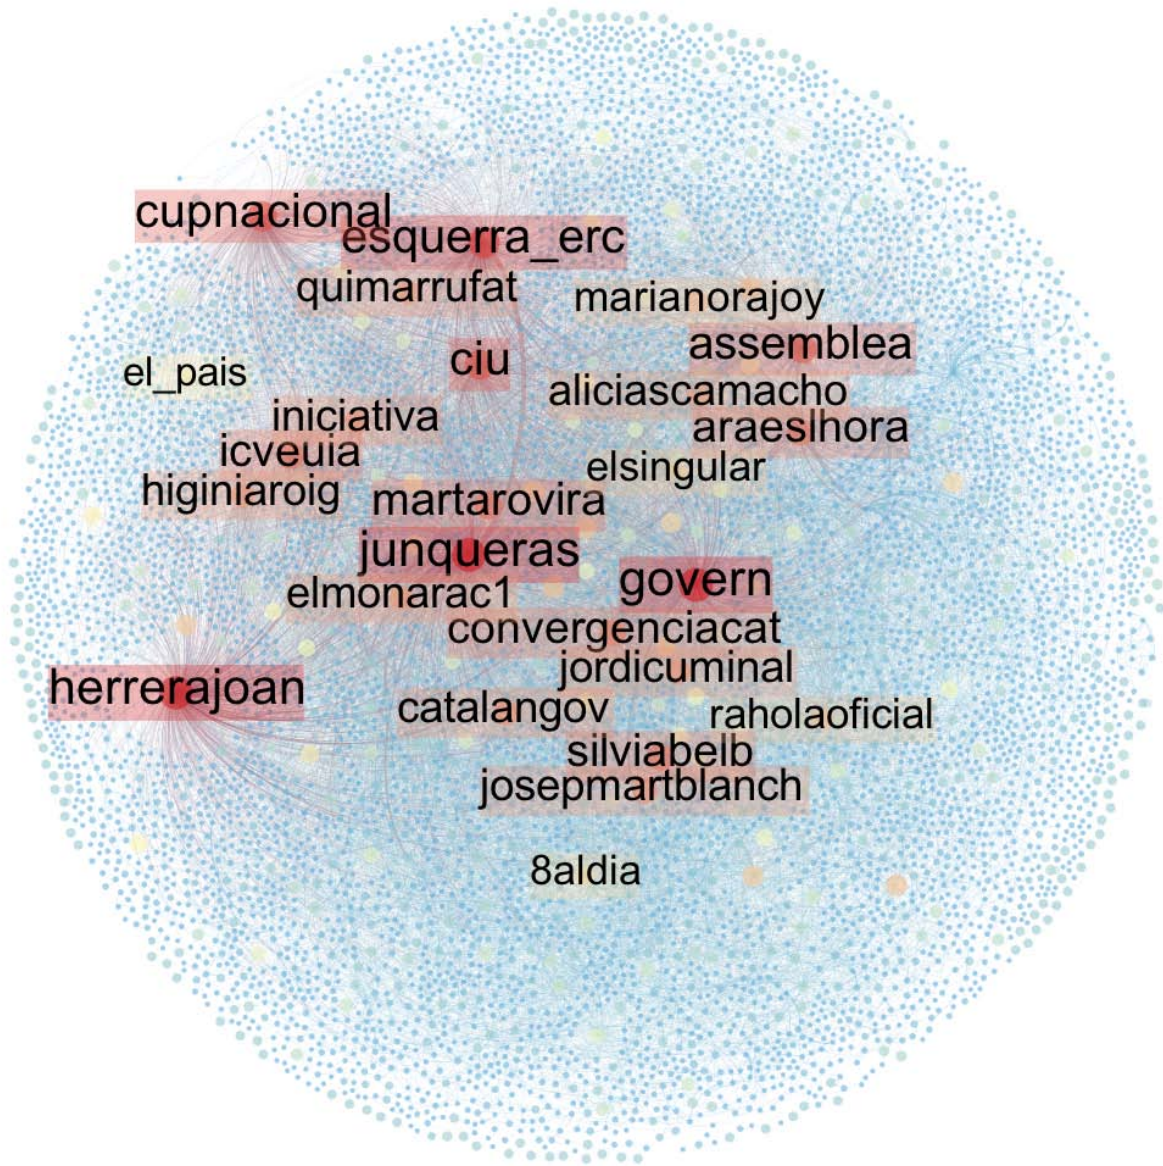 cupnacional
esquerra_erc
quimarrufat
marianorajoy
assemblea
ciu
el_pais
aliciascamacho
iniciativa
araeslhora
icveuia
elsingular
higiniaroig
martarovira
junqueras
govern
elmonarac1
convergenciacat
jordicuminal
herrerajoan
catalangov
raholaoficial
silviabelb
josepmartblanch
8aldia